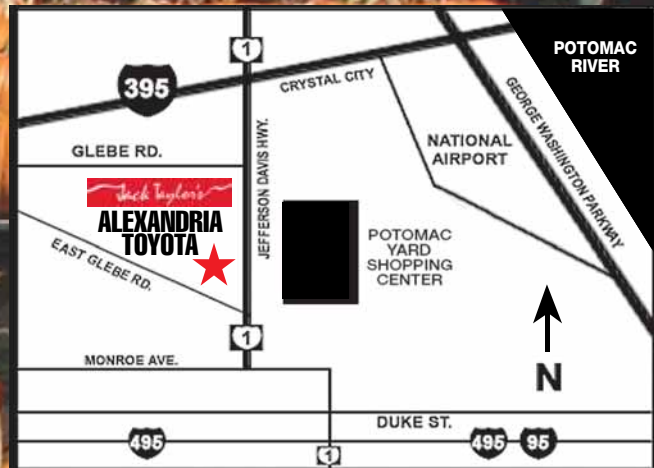 1
POTOMAC
RIVER
395
CRYSTAL CITY
GEORGE WASHINGTON PARKWAY
GLEBE RD.
JEFFERSON DAVIS HWY.
NATIONAL
AIRPORT
Jack Taylor's
ALEXANDRIA
TOYOTA
EAST GLEBE RD.
POTOMAC
YARD
SHOPPING
CENTER
1
MONROE AVE.
N
DUKE ST.
495
1
495
95